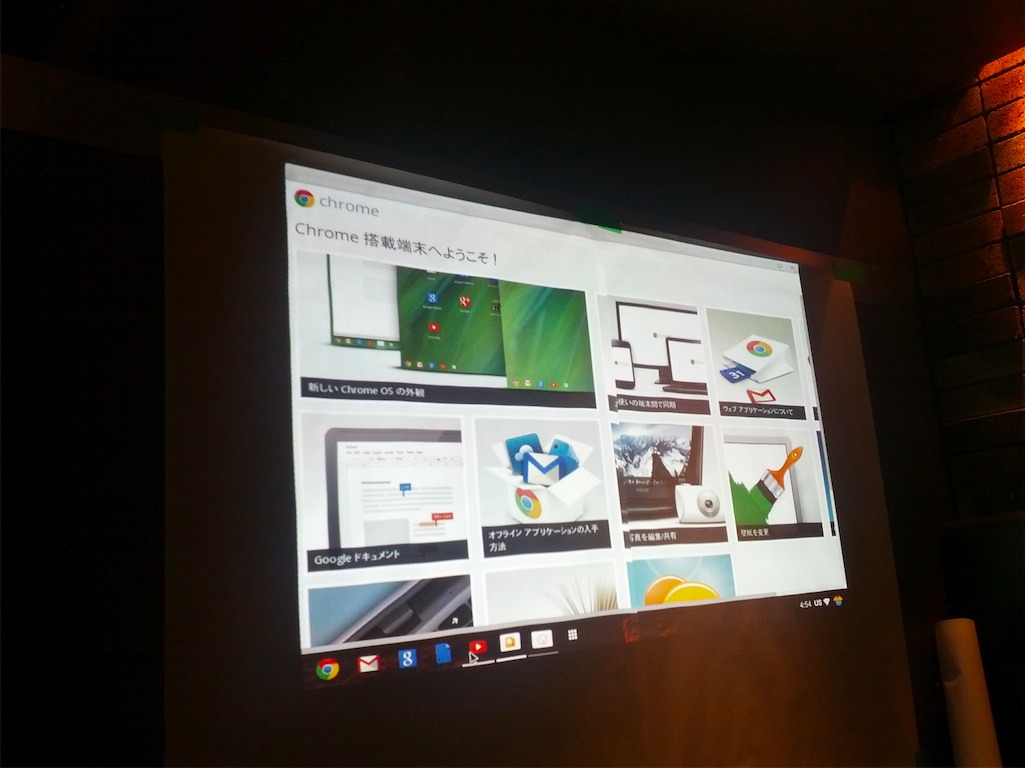 chrome
Chrome 搭載端末へようこそ！
新しい Chrome OS の外観
使いの端末間で同期
ウェブ アプリケーションについて
31
Google ドキュメント
オフライン アプリケーションの入手
方法
写真を編集/共有
壁紙を変更
4:54 US